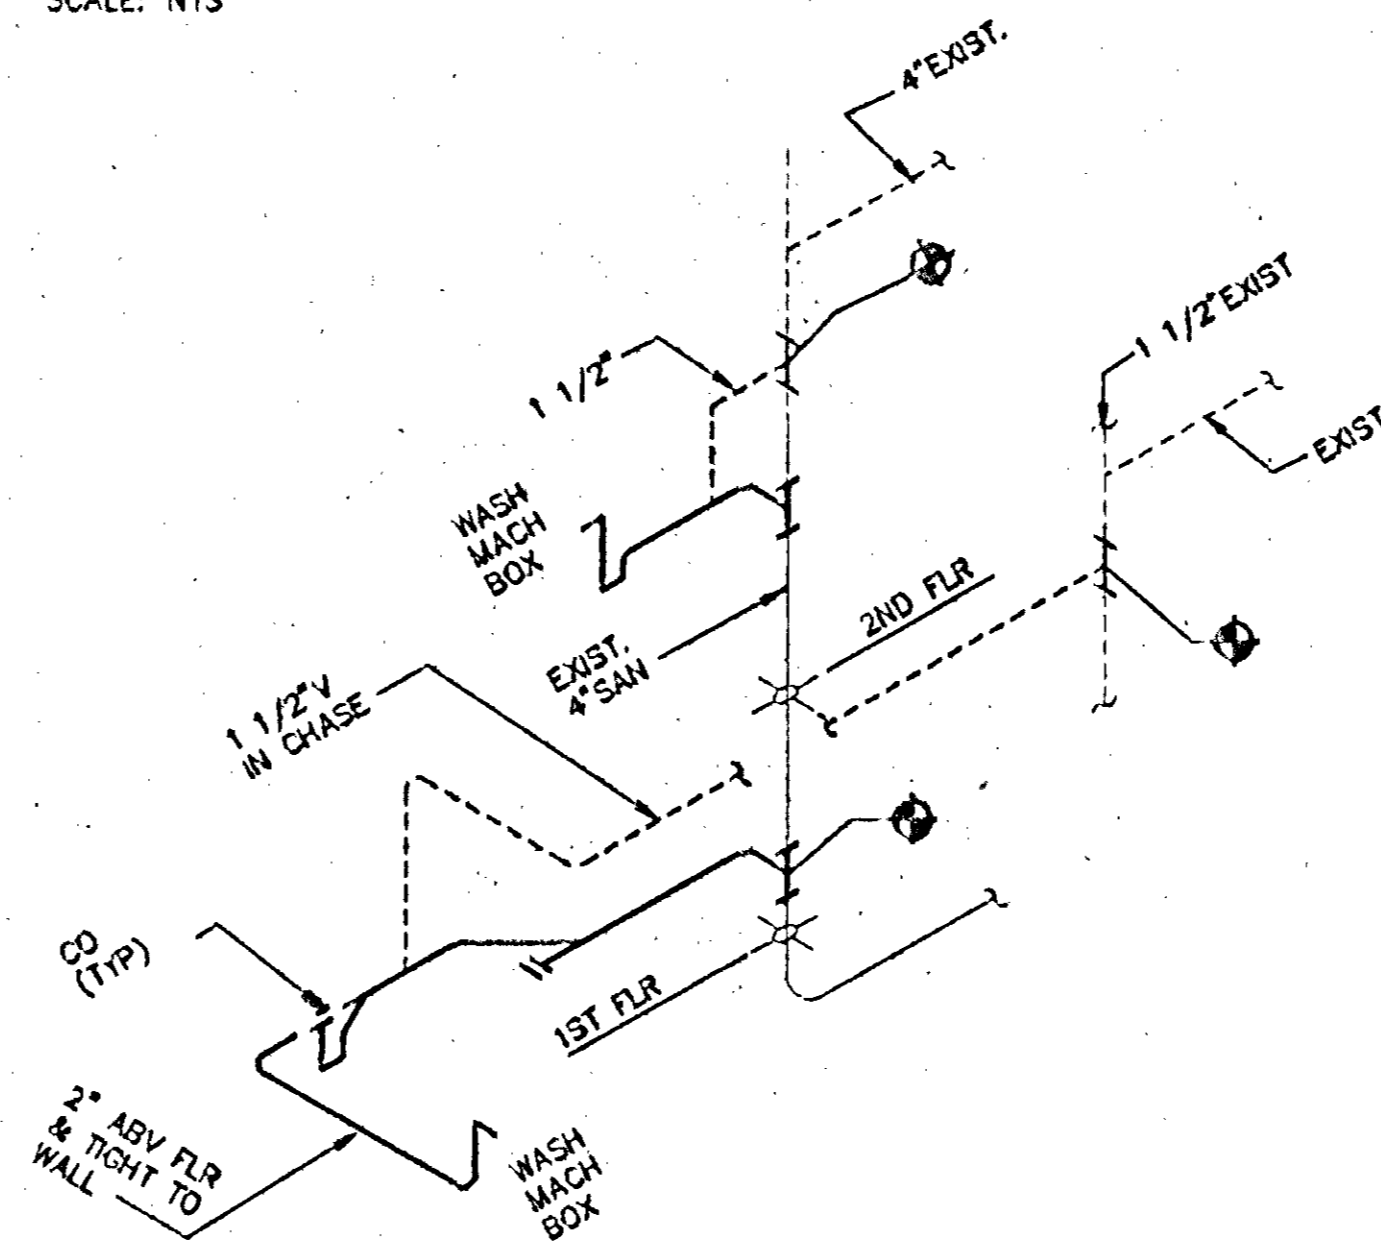 SCALE: NTS
4"EXIST.
1 1/2"EXIST
EXIST
1 1/2"
WASH
MACH
BOX
2ND FLR
EXIST.
4"SAN
1 1/2"V
IN CHASE
CO
(TYP)
1ST FLR
2" ABV FLR
& TIGHT TO
WALL
WASH
MACH
BOX